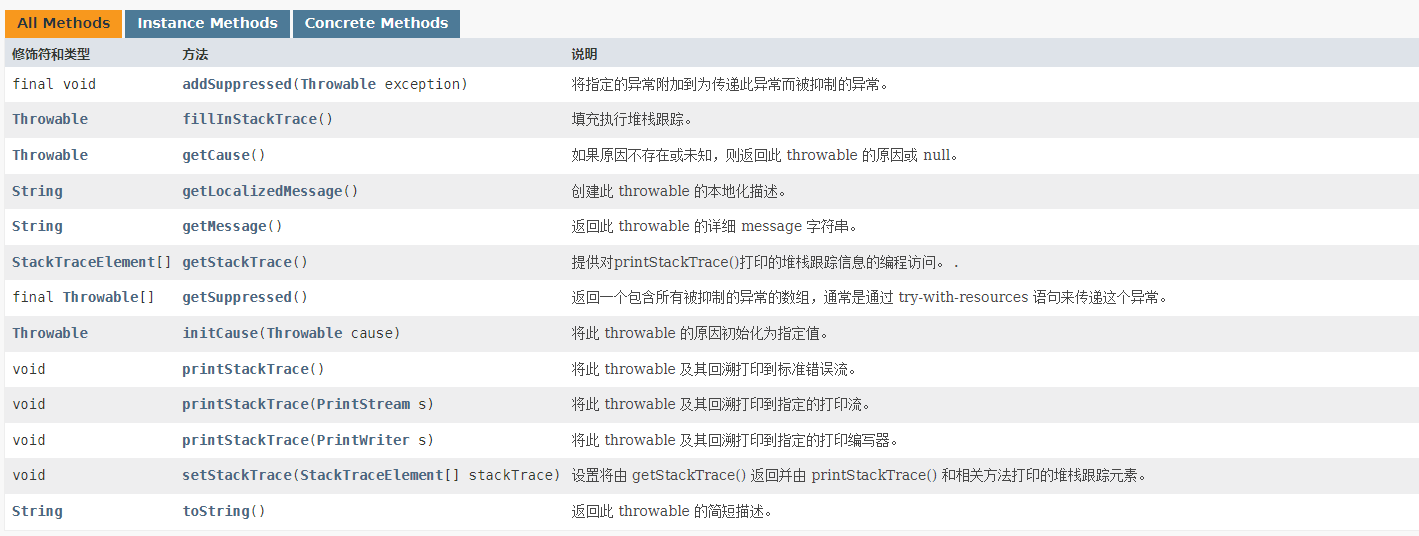 All Methods Instance Methods Concrete Methods
修饰符和类型 方法 说明
final void addSuppressed(Throwable exception) 将指定的异常附加到为传递此异常而被抑制的异常。
Throwable fillInStackTrace() 填充执行堆栈跟踪。
Throwable getCause() 如果原因不存在或未知，则返回此 throwable 的原因或 null。
String getLocalizedMessage() 创建此 throwable 的本地化描述。
String getMessage() 返回此 throwable 的详细 message 字符串。
StackTraceElement[] getStackTrace() 提供对printStackTrace()打印的堆栈跟踪信息的编程访问。 .
final Throwable[] getSuppressed() 返回一个包含所有被抑制的异常的数组，通常是通过 try-with-resources 语句来传递这个异常。
Throwable initCause(Throwable cause) 将此 throwable 的原因初始化为指定值。
void printStackTrace() 将此 throwable 及其回溯打印到标准错误流。
void printStackTrace(PrintStream s) 将此 throwable 及其回溯打印到指定的打印流。
void printStackTrace(PrintWriter s) 将此 throwable 及其回溯打印到指定的打印编写器。
void setStackTrace(StackTraceElement[] stackTrace) 设置将由 getStackTrace() 返回并由 printStackTrace() 和相关方法打印的堆栈跟踪元素。
String toString() 返回此 throwable 的简短描述。